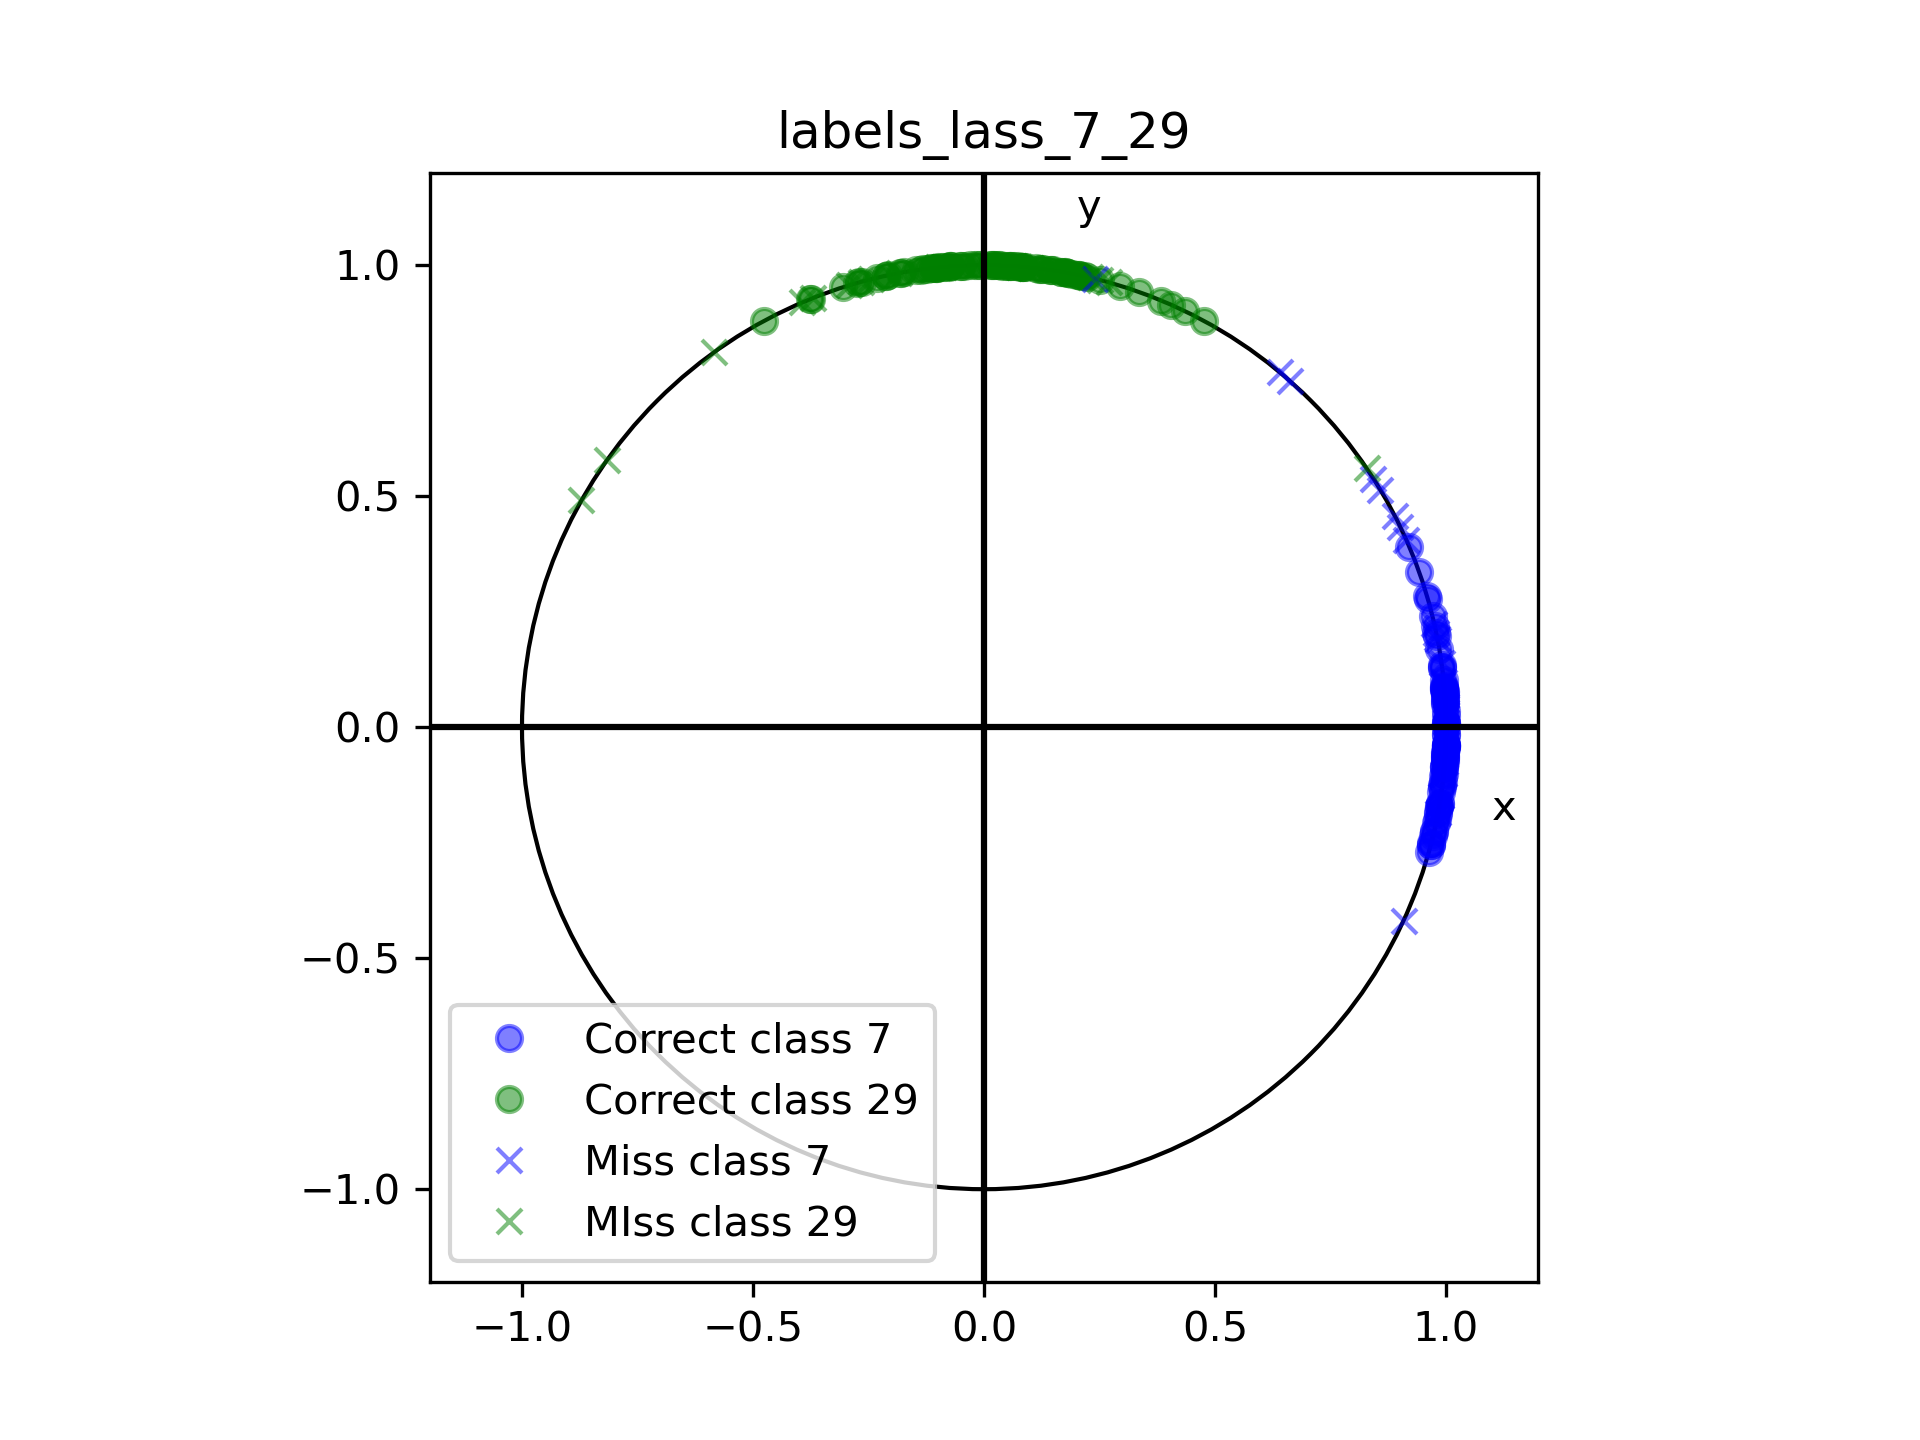 labels_lass_7_29
y
1.0
0.5
0.0
x
−0.5
−1.0
Correct class 7
Correct class 29
Miss class 7
MIss class 29
−1.0 −0.5 0.0 0.5 1.0